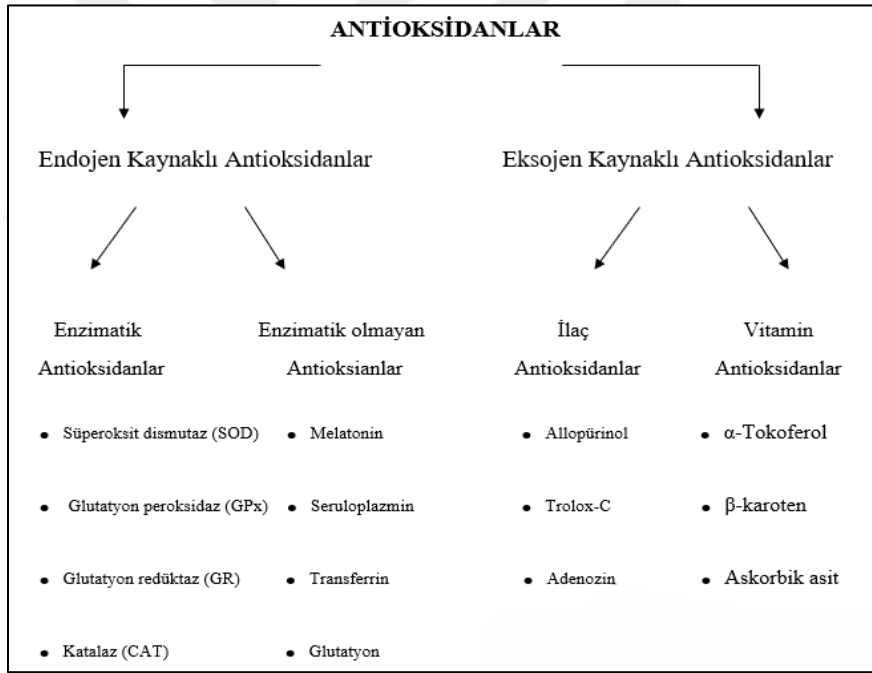 ANTİOKSİDANLAR
Endojen Kaynaklı Antioksidanlar
Eksojen Kaynaklı Antioksidanlar
Enzimatik
Antioksidanlar
Enzimatik olmayan
Antioksianlar
İlaç
Antioksidanlar
Vitamin
Antioksidanlar
• Süperoksit dismutaz (SOD)
• Glutatyon peroksidaz (GPx)
• Glutatyon redüktaz (GR)
• Katalaz (CAT)
• Melatonin
• Seruloplazmin
• Transferrin
• Glutatyon
• Allopürinol
• Trolox-C
• Adenozin
• α-Tokoferol
• β-karoten
• Askorbik asit